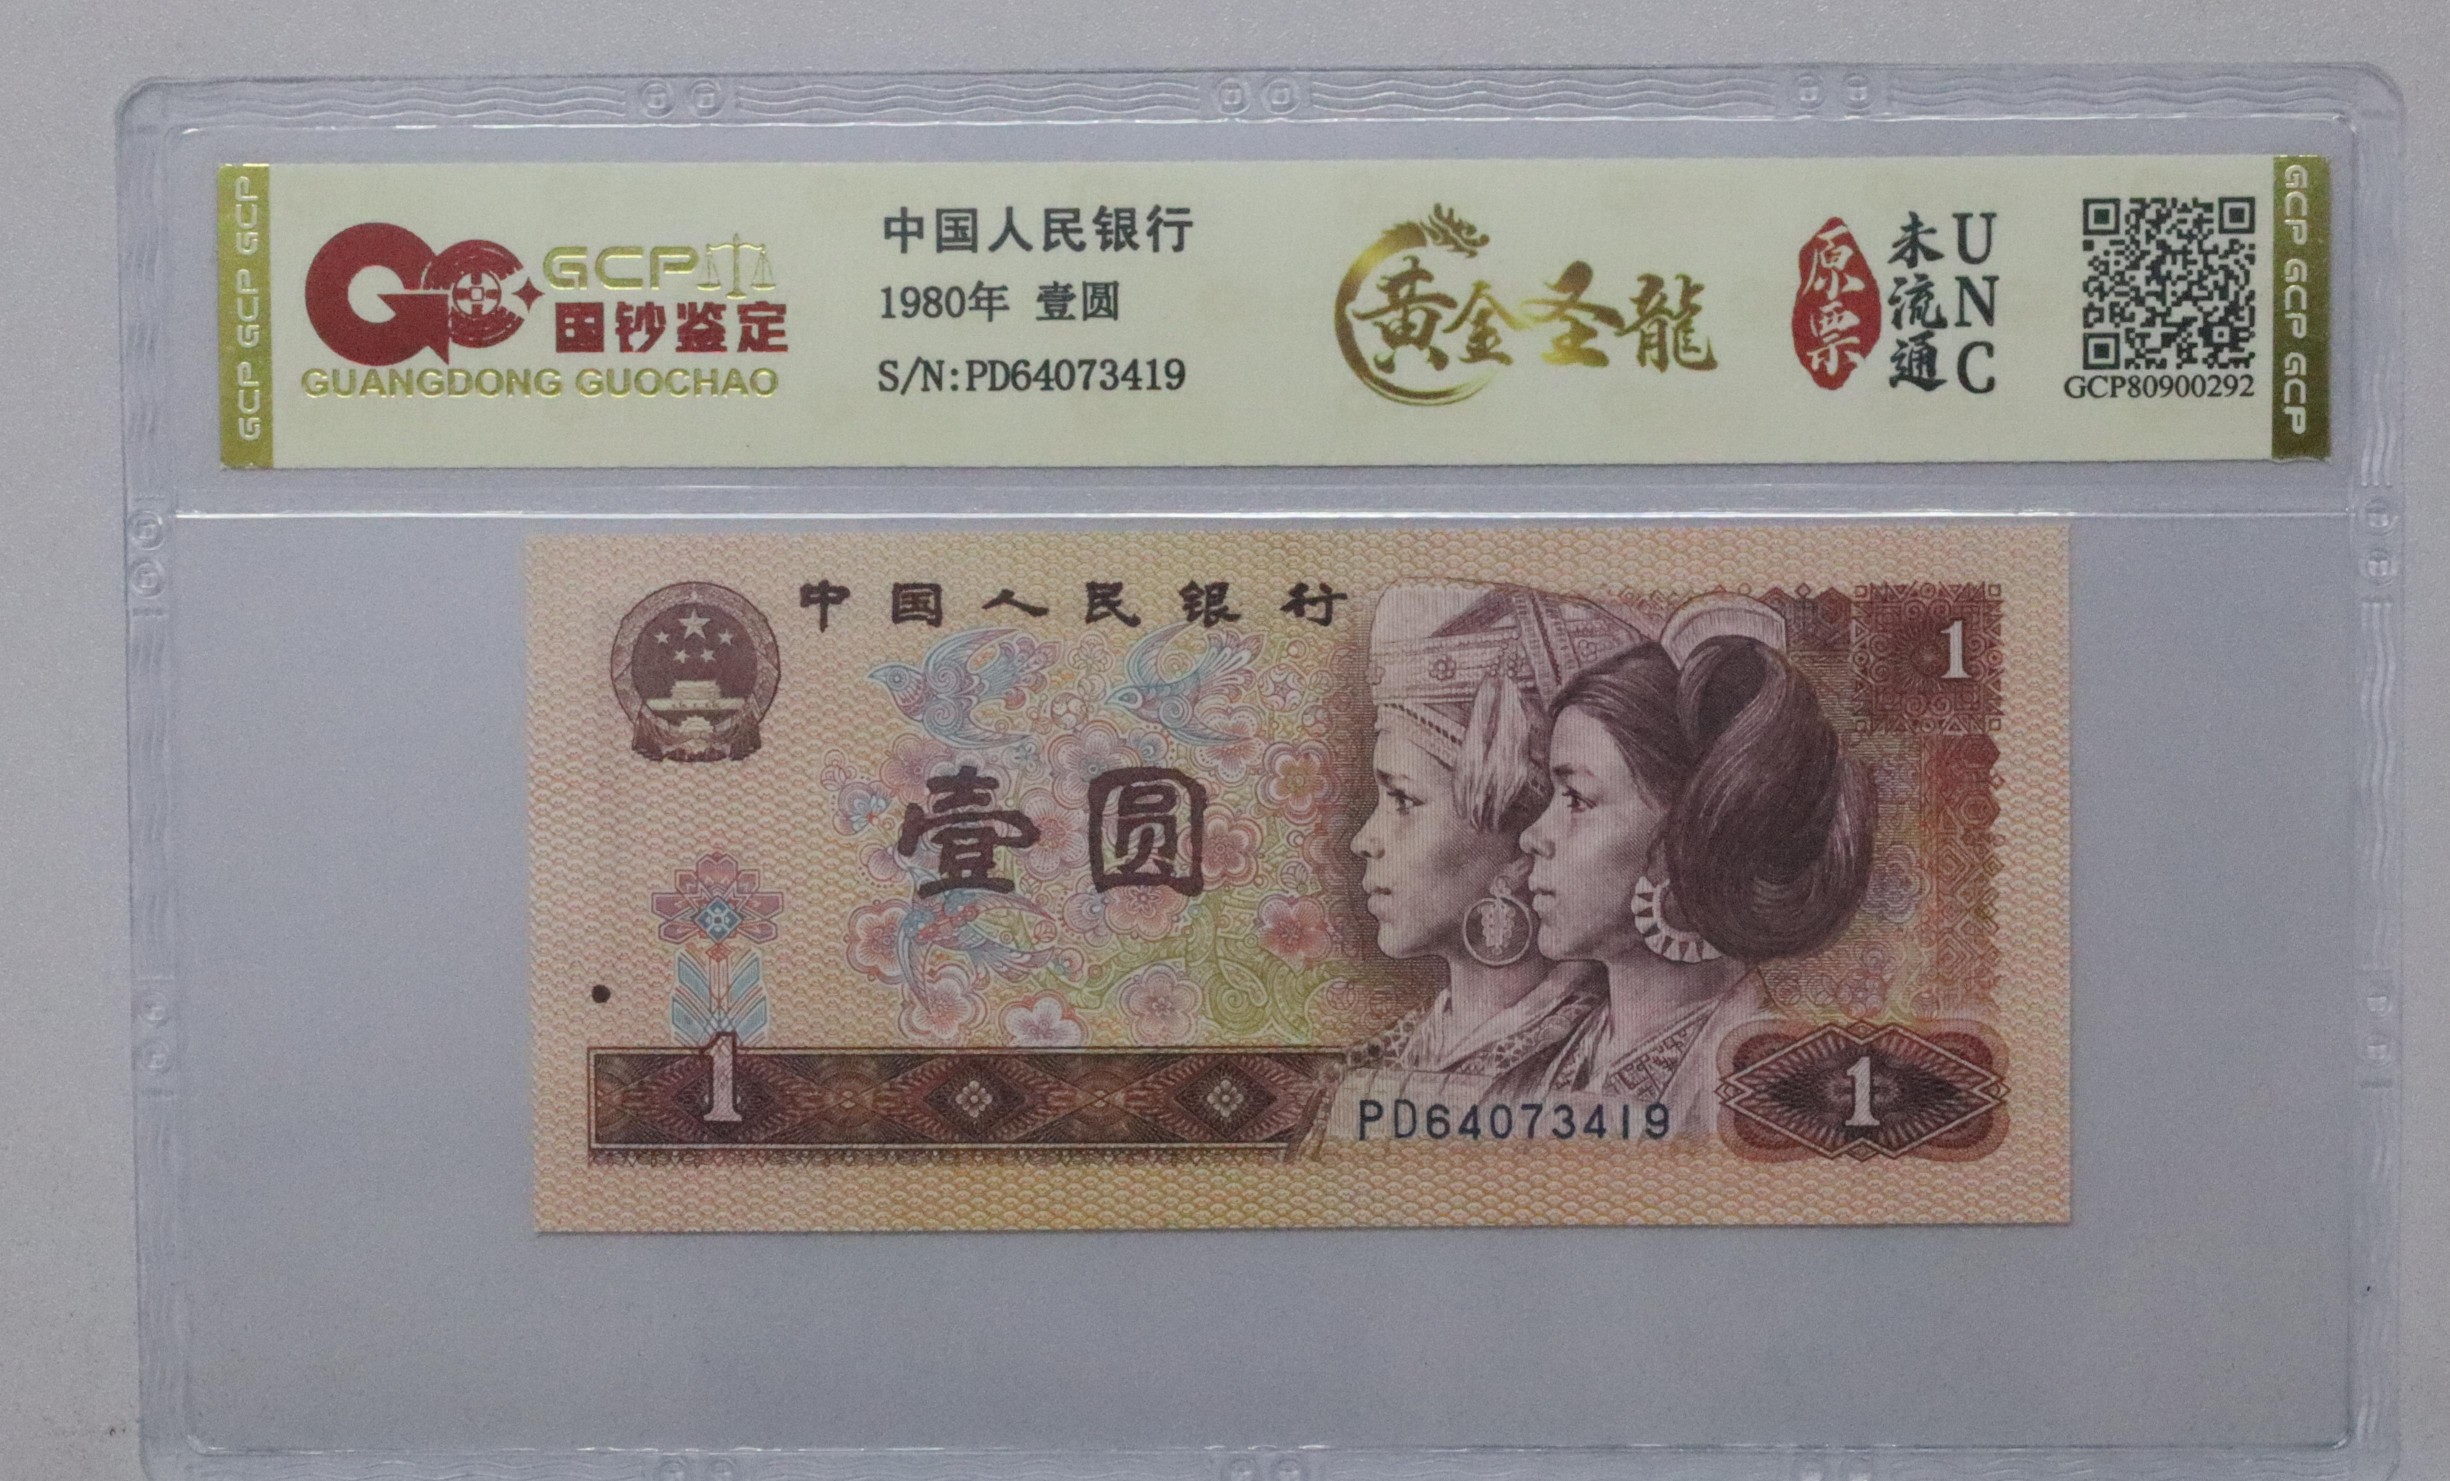 GCP GCP GCP
GCP
国钞鉴定
GUANGDONG GUOCHAO
中国人民银行
1980年 壹圆
S/N:PD64073419
黄金圣龍
原票
未流通
UNC
GCP80900292
GCP GCP GCP
中国人民银行
1
壹圆
1
PD64073419
1